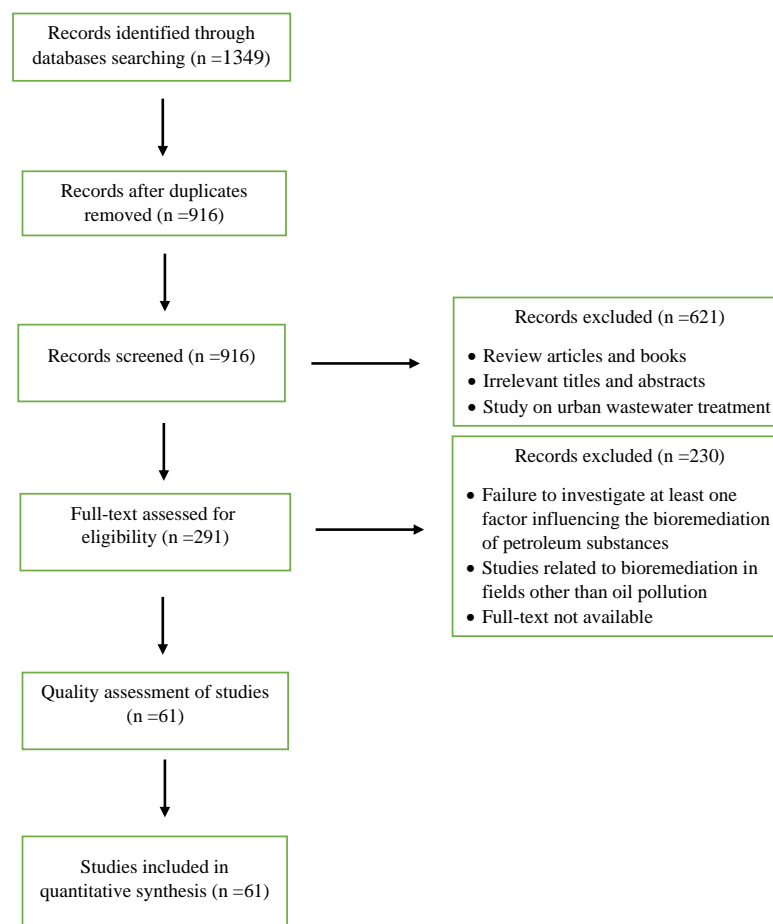 Records identified through
databases searching (n =1349)
Records after duplicates
removed (n =916)
Records screened (n =916)
Records excluded (n =621)
• Review articles and books
• Irrelevant titles and abstracts
• Study on urban wastewater treatment
Full-text assessed for
eligibility (n =291)
Records excluded (n =230)
• Failure to investigate at least one
factor influencing the bioremediation
of petroleum substances
• Studies related to bioremediation in
fields other than oil pollution
• Full-text not available
Quality assessment of studies
(n =61)
Studies included in
quantitative synthesis (n =61)